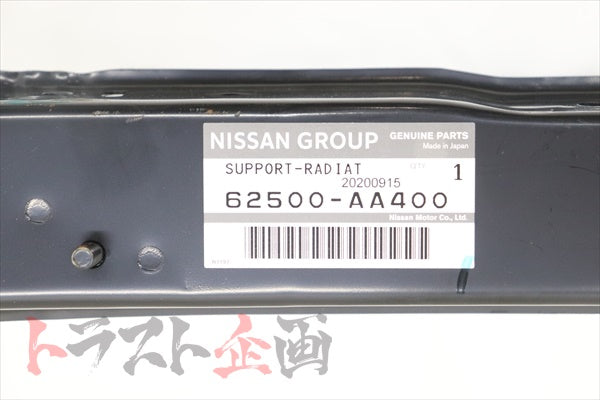 NISSAN GROUP GENUINE PARTS
Made in Japan
SUPPORT-RADIAT QTY 1
20200915
62500-AA400
Nissan Motor Co., Ltd.
トラスト企画